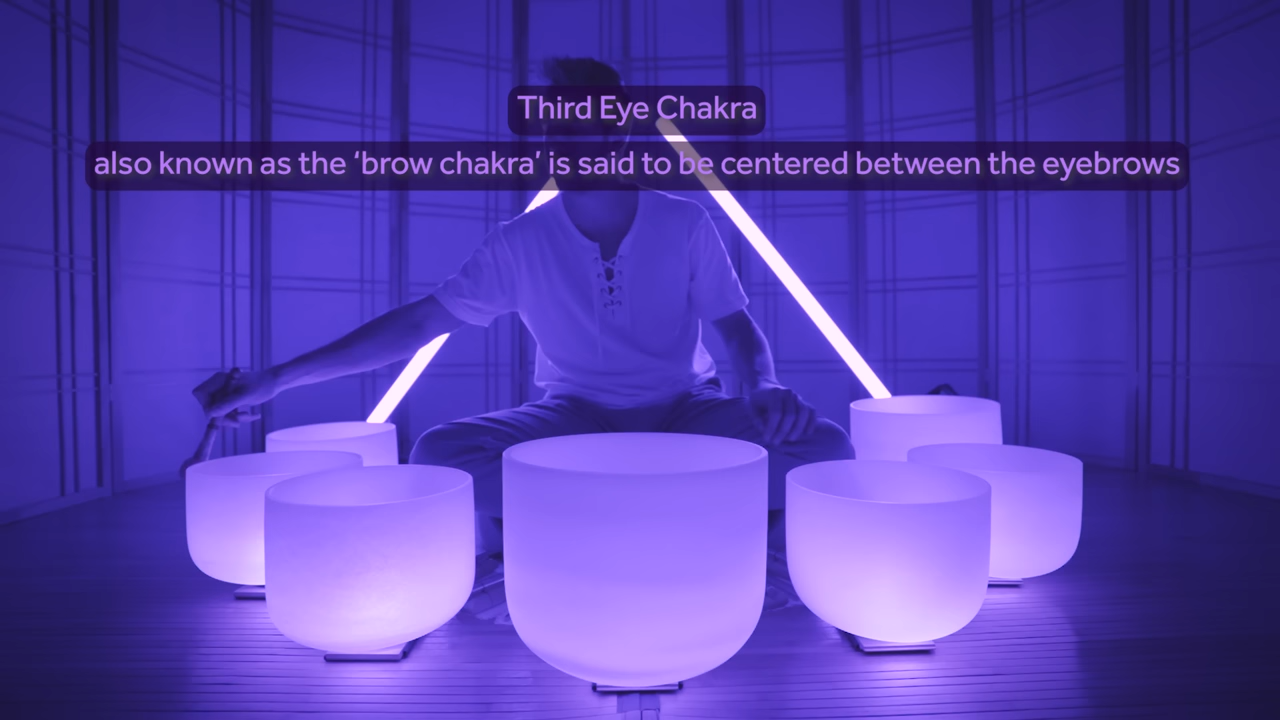 Third Eye Chakra
also known as the ‘brow chakra’ is said to be centered between the eyebrows